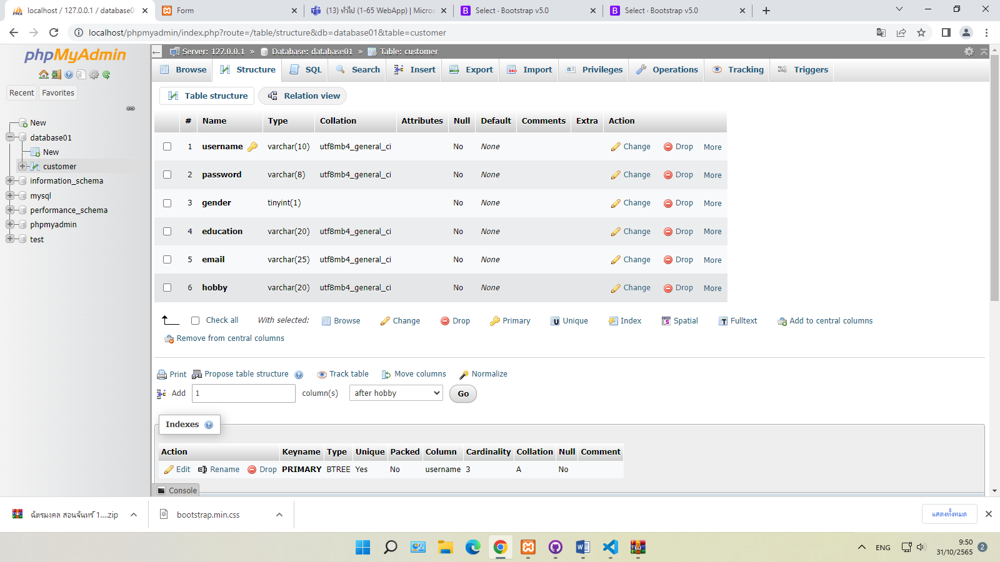 localhost / 127.0.0.1 / database01
Form
(13) ทั่วไป (1-65 WebApp) | Micros
Select · Bootstrap v5.0
Select · Bootstrap v5.0
localhost/phpmyadmin/index.php?route=/table/structure&db=database01&table=customer
phpMyAdmin
Recent
Favorites
New
database01
New
customer
information_schema
mysql
performance_schema
phpmyadmin
test
Server: 127.0.0.1 » Database: database01 » Table: customer
Browse Structure SQL Search Insert Export Import Privileges Operations Tracking Triggers
Table structure Relation view
# Name Type Collation Attributes Null Default Comments Extra Action
1 username varchar(10) utf8mb4_general_ci No None Change Drop More
2 password varchar(8) utf8mb4_general_ci No None Change Drop More
3 gender tinyint(1) No None Change Drop More
4 education varchar(20) utf8mb4_general_ci No None Change Drop More
5 email varchar(25) utf8mb4_general_ci No None Change Drop More
6 hobby varchar(20) utf8mb4_general_ci No None Change Drop More
Check all With selected: Browse Change Drop Primary Unique Index Spatial Fulltext Add to central columns
Remove from central columns
Print Propose table structure Track table Move columns Normalize
Add 1 column(s) after hobby Go
Indexes
Action Keyname Type Unique Packed Column Cardinality Collation Null Comment
Edit Rename Drop PRIMARY BTREE Yes No username 3 A No
Console
ฉัตรมงคล สอนจันทร์ 1....zip
bootstrap.min.css
แสดงทั้งหมด
ENG
9:50
31/10/2565
2